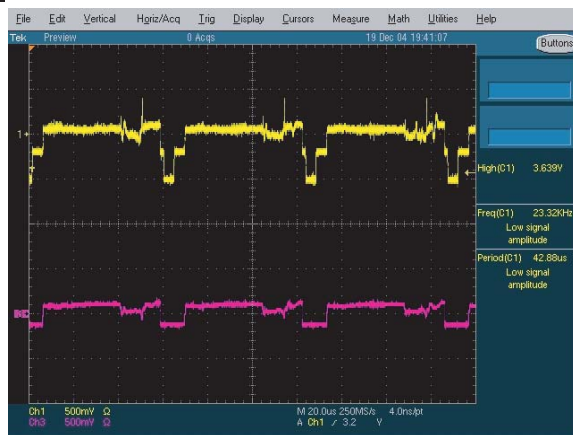 File Edit Vertical Horiz/Acq Trig Display Cursors Measure Math Utilities Help
Tek Preview 0 Acqs 19 Dec 04 19:41:07 Buttons
1
High(C1) 3.639V
Freq(C1) 23.32KHz
Low signal
amplitude
Period(C1) 42.88us
Low signal
amplitude
Ch1 500mV Ω M 20.0us 250MS/s 4.0ns/pt
Ch3 500mV Ω A Ch1 / 3.2 V